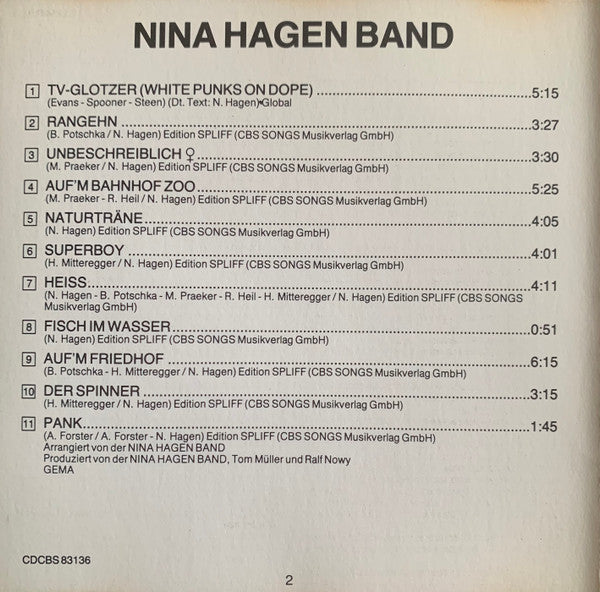 NINA HAGEN BAND
1 TV-GLOTZER (WHITE PUNKS ON DOPE) 5:15
(Evans - Spooner - Steen) (Dt. Text: N. Hagen)•Global
2 RANGEHN 3:27
(B. Potschka / N. Hagen) Edition SPLIFF (CBS SONGS Musikverlag GmbH)
3 UNBESCHREIBLICH ♀ 3:30
(M. Praeker / N. Hagen) Edition SPLIFF (CBS SONGS Musikverlag GmbH)
4 AUF'M BAHNHOF ZOO 5:25
(M. Praeker - R. Heil / N. Hagen) Edition SPLIFF (CBS SONGS Musikverlag GmbH)
5 NATURTRÄNE 4:05
(N. Hagen) Edition SPLIFF (CBS SONGS Musikverlag GmbH)
6 SUPERBOY 4:01
(H. Mitteregger / N. Hagen) Edition SPLIFF (CBS SONGS Musikverlag GmbH)
7 HEISS 4:11
(N. Hagen - B. Potschka - M. Praeker - R. Heil - H. Mitteregger / N. Hagen) Edition SPLIFF (CBS SONGS
Musikverlag GmbH)
8 FISCH IM WASSER 0:51
(N. Hagen) Edition SPLIFF (CBS SONGS Musikverlag GmbH)
9 AUF'M FRIEDHOF 6:15
(B. Potschka - H. Mitteregger / N. Hagen) Edition SPLIFF (CBS SONGS Musikverlag GmbH)
10 DER SPINNER 3:15
(H. Mitteregger / N. Hagen) Edition SPLIFF (CBS SONGS Musikverlag GmbH)
11 PANK 1:45
(A. Forster / A. Forster - N. Hagen) Edition SPLIFF (CBS SONGS Musikverlag GmbH)
Arrangiert von der NINA HAGEN BAND
Produziert von der NINA HAGEN BAND, Tom Müller und Ralf Nowy
GEMA
CDCBS 83136
2